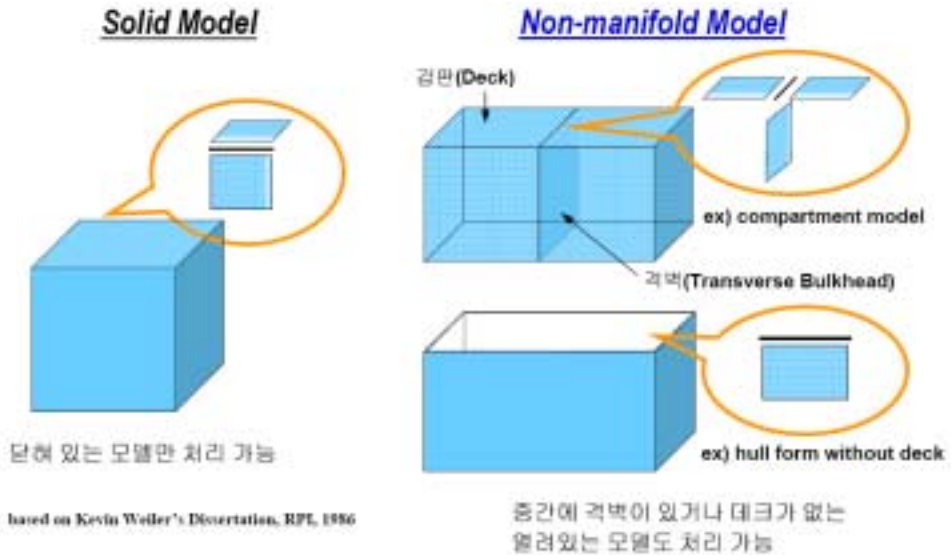 Solid Model
Non-manifold Model
갑판(Deck)
ex) compartment model
격벽(Transverse Bulkhead)
닫혀 있는 모델만 처리 가능
ex) hull form without deck
based on Kevin Weiler's Dissertation, RPI, 1986
중간에 격벽이 있거나 데크가 없는
열려있는 모델도 처리 가능